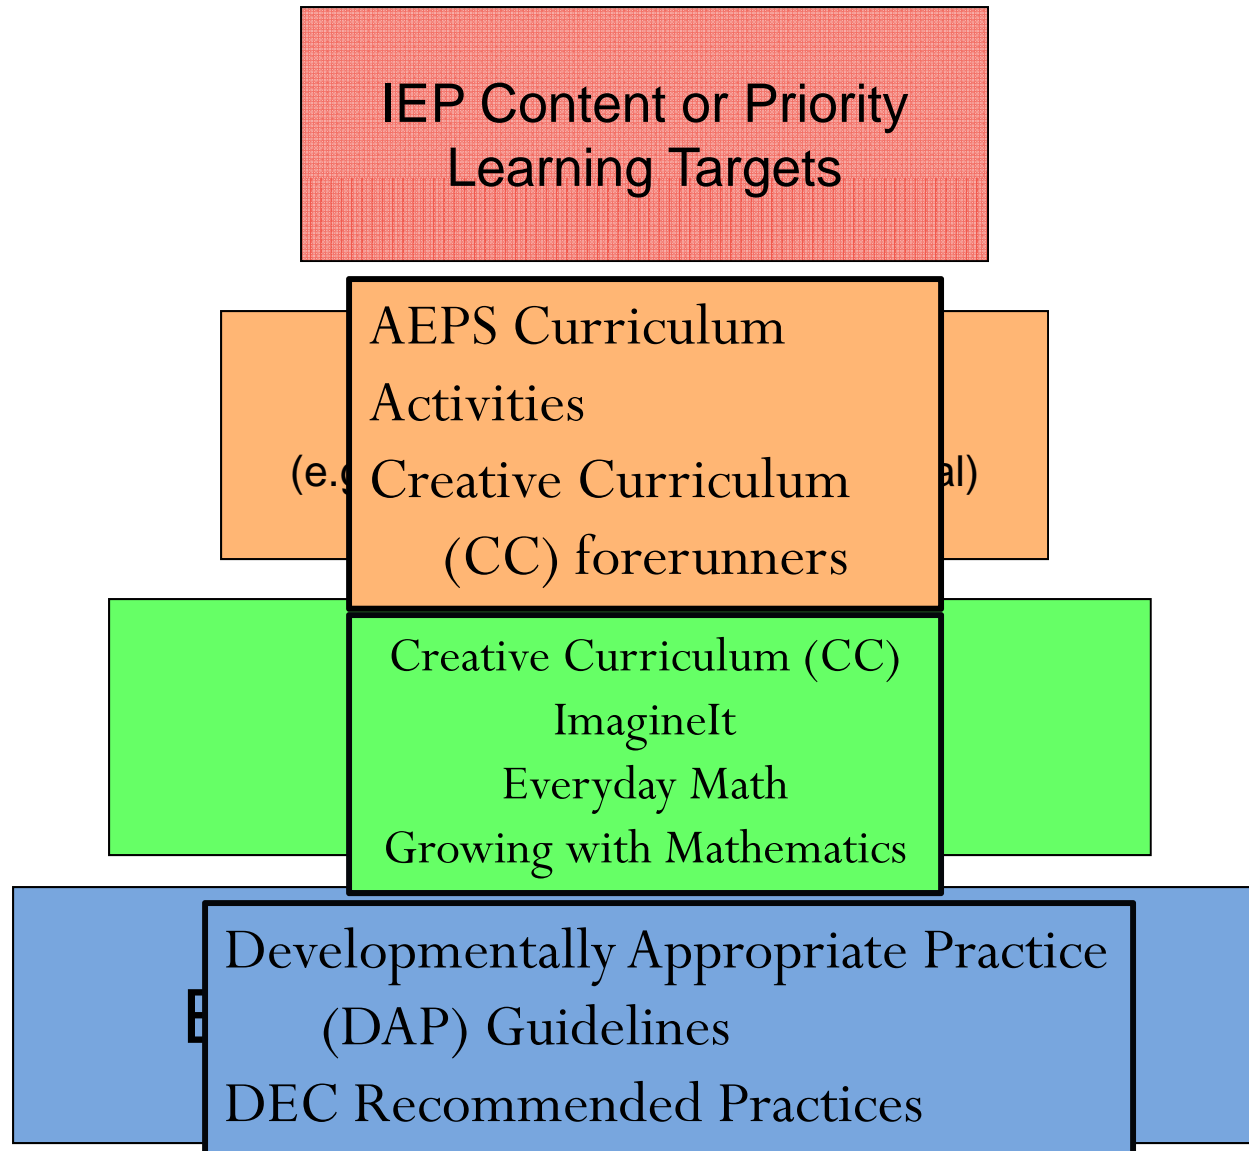 IEP Content or Priority
Learning Targets
AEPS Curriculum
Activities
(e.g
al)
Creative Curriculum
(CC) forerunners
Creative Curriculum (CC)
ImagineIt
Everyday Math
Growing with Mathematics
Developmentally Appropriate Practice
(DAP) Guidelines
DEC Recommended Practices